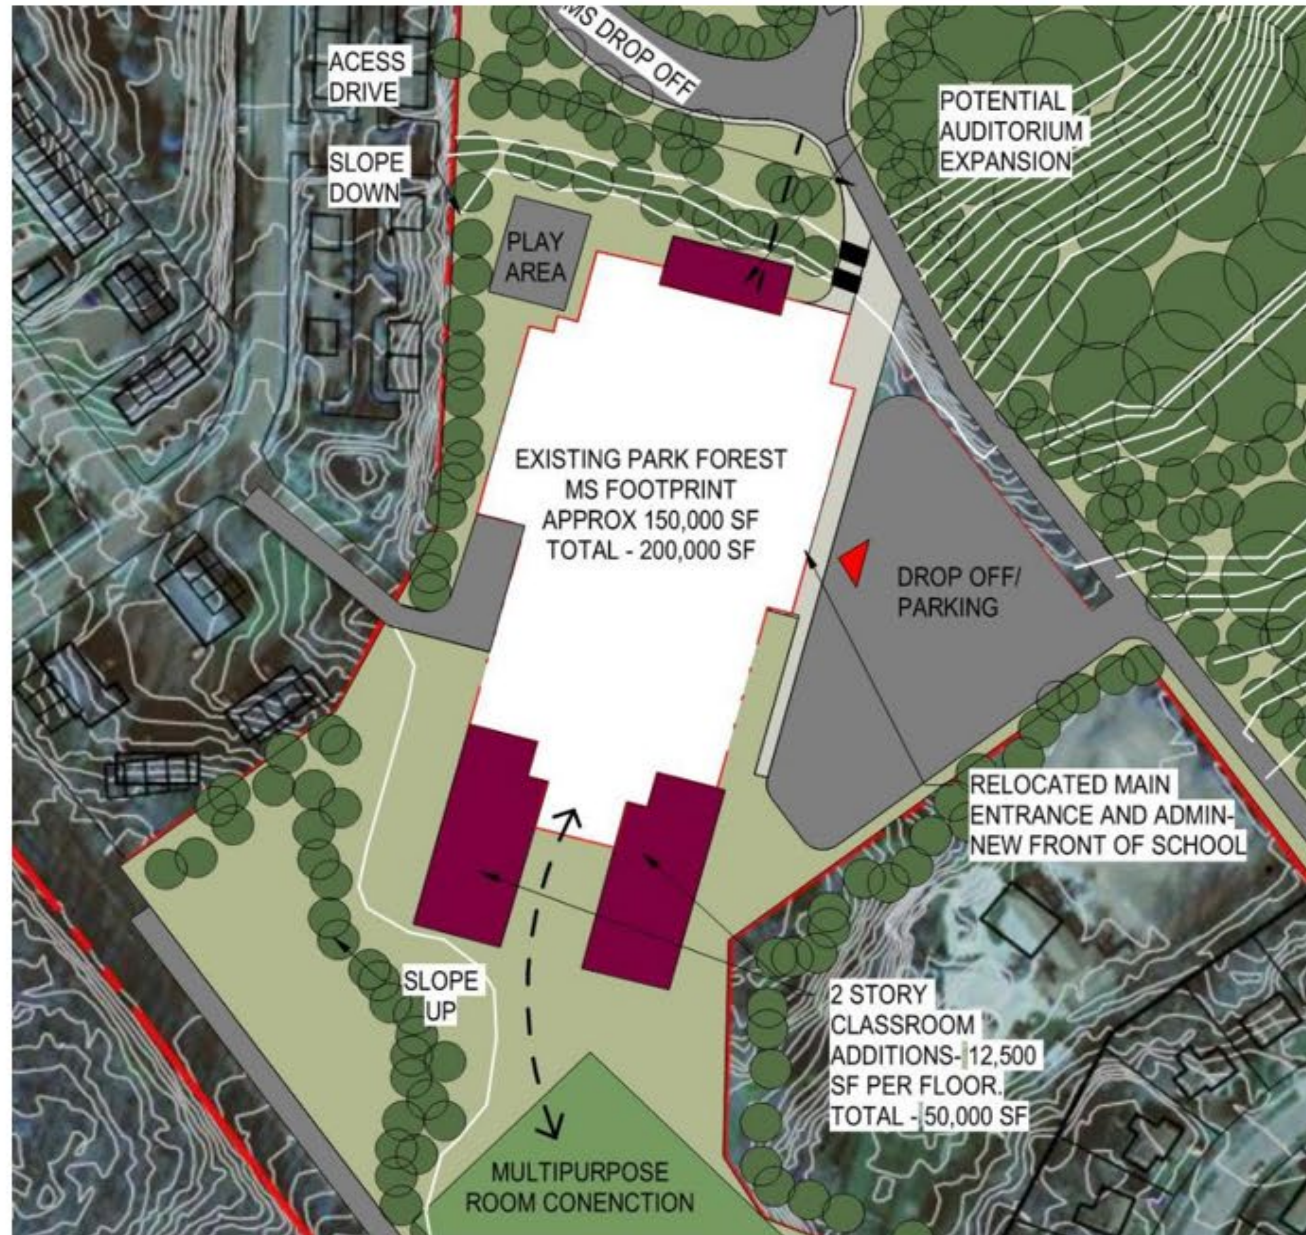 MS DROP OFF
ACESS
DRIVE
SLOPE
DOWN
POTENTIAL
AUDITORIUM
EXPANSION
PLAY
AREA
EXISTING PARK FOREST
MS FOOTPRINT
APPROX 150,000 SF
TOTAL - 200,000 SF
DROP OFF/
PARKING
RELOCATED MAIN
ENTRANCE AND ADMIN-
NEW FRONT OF SCHOOL
SLOPE
UP
2 STORY
CLASSROOM
ADDITIONS- 12,500
SF PER FLOOR.
TOTAL - 50,000 SF
MULTIPURPOSE
ROOM CONENCTION